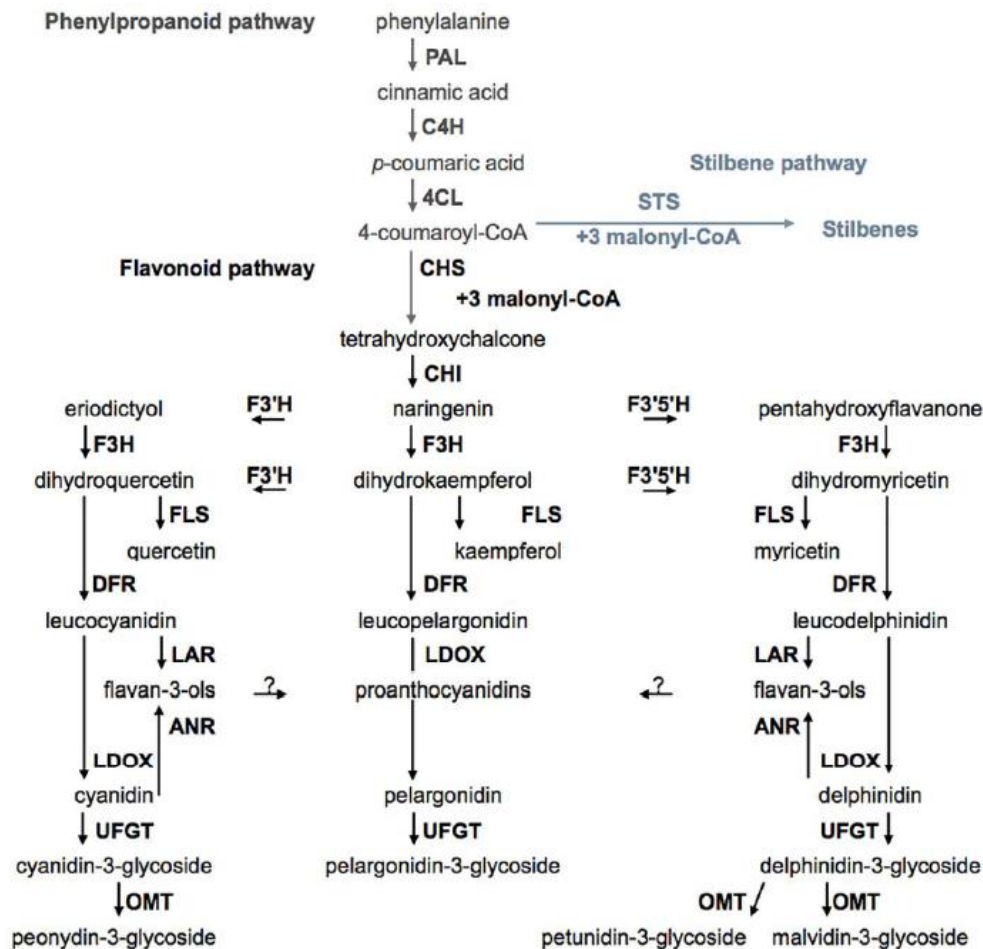 Phenylpropanoid pathway phenylalanine
PAL
cinnamic acid
C4H
p-coumaric acid Stilbene pathway
4CL STS
4-coumaroyl-CoA +3 malonyl-CoA Stilbenes
Flavonoid pathway CHS
+3 malonyl-CoA
tetrahydroxychalcone
CHI
eriodictyol F3'H naringenin F3'5'H pentahydroxyflavanone
F3H F3H F3H
dihydroquercetin F3'H dihydrokaempferol F3'5'H dihydromyricetin
FLS FLS FLS
quercetin kaempferol myricetin
DFR DFR DFR
leucocyanidin leucopelargonidin leucodelphinidin
LAR LDOX LAR
flavan-3-ols ? proanthocyanidins ? flavan-3-ols
ANR ANR
LDOX LDOX
cyanidin pelargonidin delphinidin
UFGT UFGT UFGT
cyanidin-3-glycoside pelargonidin-3-glycoside delphinidin-3-glycoside
OMT OMT OMT
peonydin-3-glycoside petunidin-3-glycoside malvidin-3-glycoside